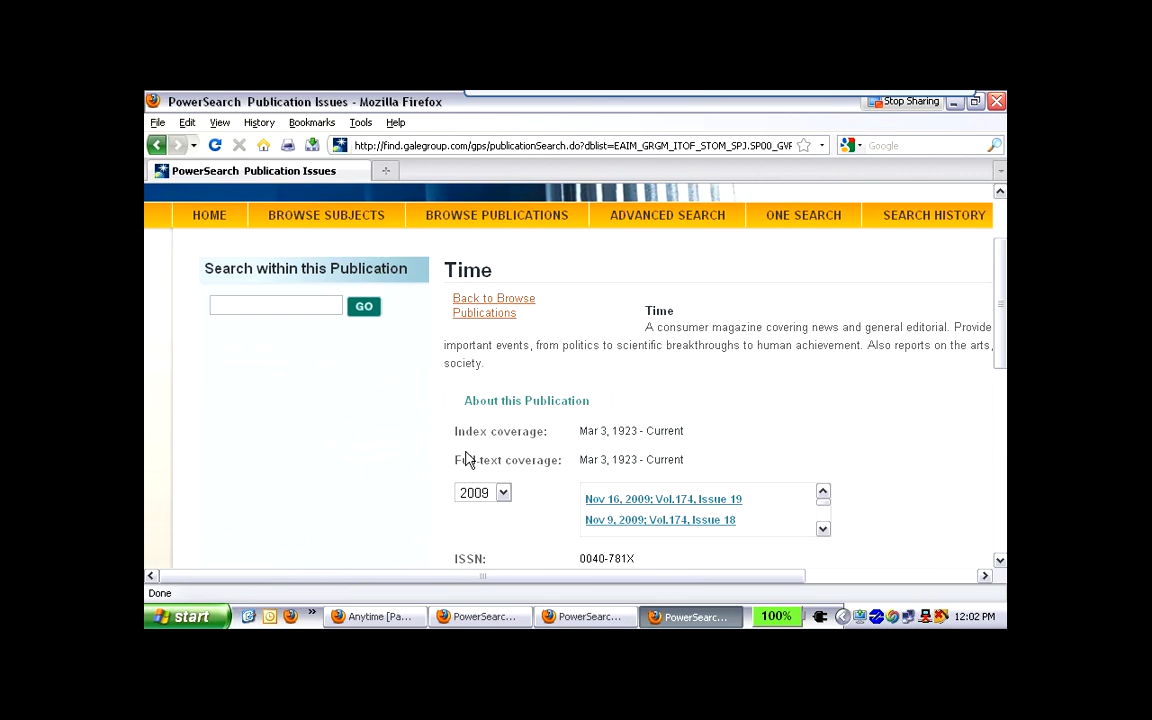 PowerSearch Publication Issues - Mozilla Firefox
Stop Sharing
File Edit View History Bookmarks Tools Help
http://find.galegroup.com/gps/publicationSearch.do?dblist=EAIM_GRGM_ITOF_STOM_SPJ.SP00_GVF
Google
PowerSearch Publication Issues
HOME BROWSE SUBJECTS BROWSE PUBLICATIONS ADVANCED SEARCH ONE SEARCH SEARCH HISTORY
Search within this Publication
GO
Time
Back to Browse
Publications
Time
A consumer magazine covering news and general editorial. Provide
important events, from politics to scientific breakthroughs to human achievement. Also reports on the arts,
society.
About this Publication
Index coverage: Mar 3, 1923 - Current
Full-text coverage: Mar 3, 1923 - Current
2009
Nov 16, 2009; Vol.174, Issue 19
Nov 9, 2009; Vol.174, Issue 18
ISSN: 0040-781X
Done
start
Anytime [Pa...
PowerSearc...
PowerSearc...
PowerSearc...
100%
12:02 PM